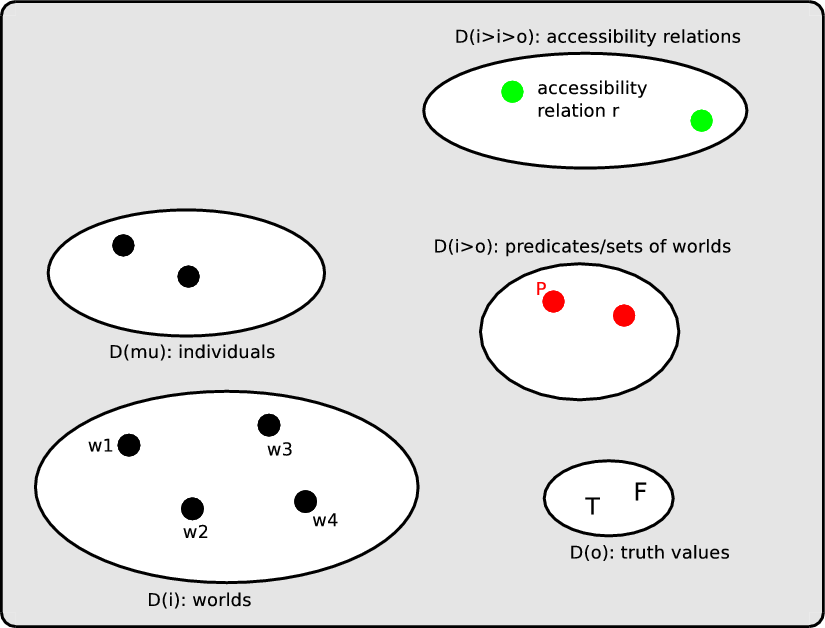 D(i>i>o): accessibility relations
accessibility
relation r
D(i>o): predicates/sets of worlds
P
D(mu): individuals
w1
w3
w2
w4
T
F
D(o): truth values
D(i): worlds